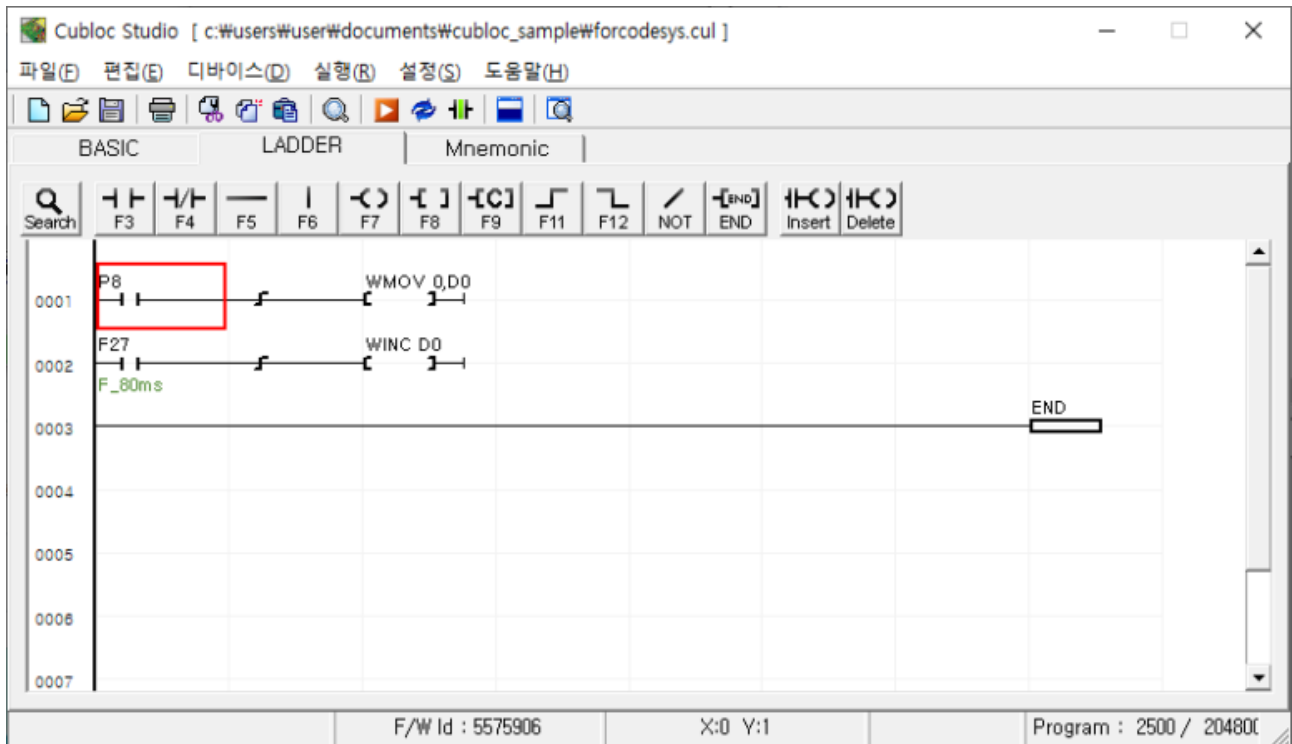 Cubloc Studio [ c:₩users₩user₩documents₩cubloc_sample₩forcodesys.cul ]
파일(F) 편집(E) 디바이스(D) 실행(R) 설정(S) 도움말(H)
BASIC LADDER Mnemonic
Search F3 F4 F5 F6 F7 F8 F9 F11 F12 NOT END Insert Delete
P8 WMOV 0,D0
0001
F27 WINC D0
0002
F_80ms
END
0003
0004
0005
0006
0007
F/W Id : 5575906 X:0 Y:1 Program : 2500 /